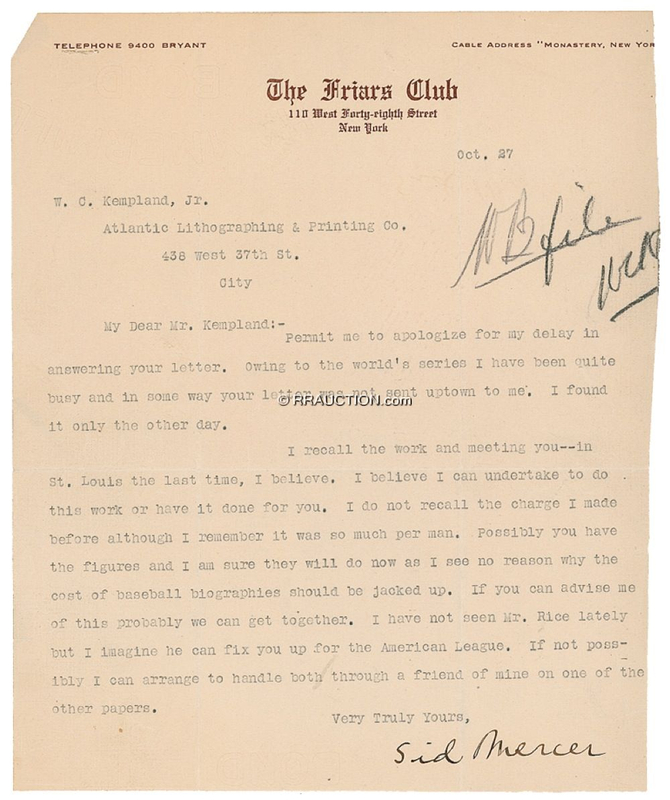 TELEPHONE 9400 BRYANT
CABLE ADDRESS "MONASTERY, NEW YOR
The Friars Club
110 West Forty-eighth Street
New York
Oct. 27
W. C. Kempland, Jr.
Atlantic Lithographing & Printing Co.
438 West 37th St.
City
WB file
WCK
My Dear Mr. Kempland:-
Permit me to apologize for my delay in
answering your letter. Owing to the world's series I have been quite
busy and in some way your letter was not sent uptown to me. I found
© RRAUCTION.com
it only the other day.
I recall the work and meeting you--in
St. Louis the last time, I believe. I believe I can undertake to do
this work or have it done for you. I do not recall the charge I made
before although I remember it was so much per man. Possibly you have
the figures and I am sure they will do now as I see no reason why the
cost of baseball biographies should be jacked up. If you can advise me
of this probably we can get together. I have not seen Mr. Rice lately
but I imagine he can fix you up for the American League. If not poss-
ibly I can arrange to handle both through a friend of mine on one of the
other papers.
Very Truly Yours,
Sid Mercer